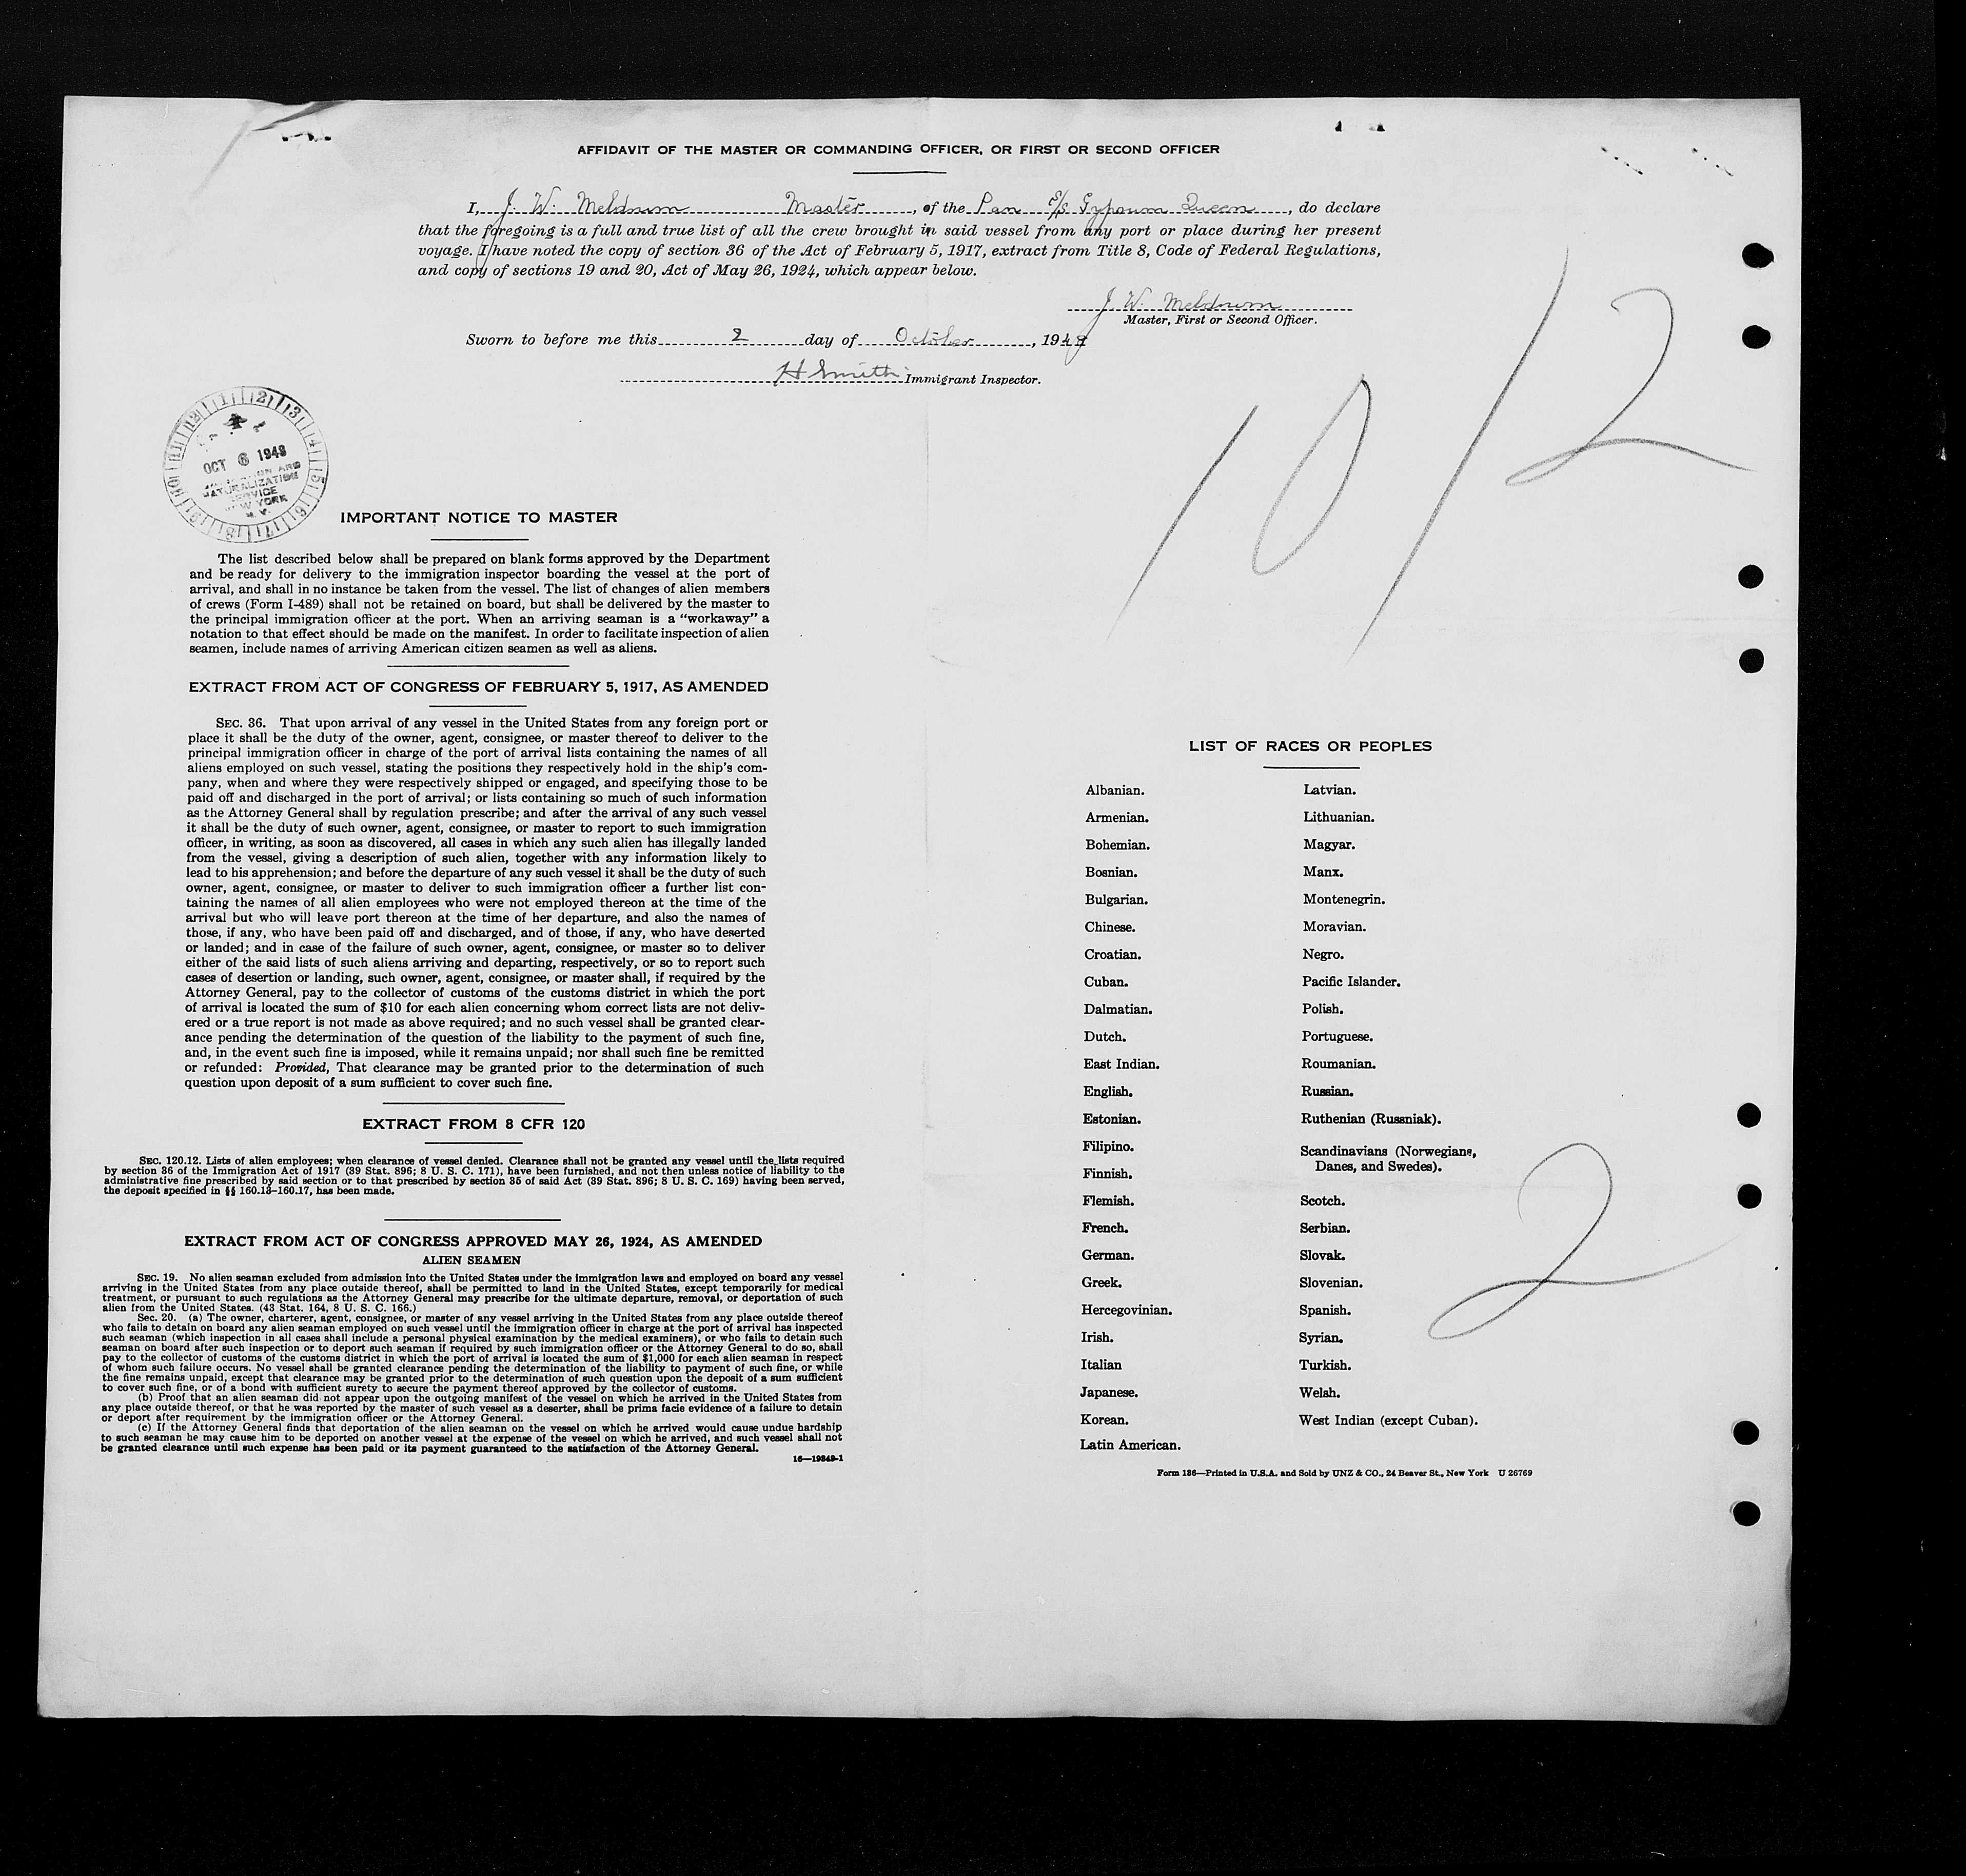 AFFIDAVIT OF THE MASTER OR COMMANDING OFFICER, OR FIRST OR SECOND OFFICER
I, J. W. Meldrum Master, of the Pan S/S Gypsum Queen, do declare
that the foregoing is a full and true list of all the crew brought in said vessel from any port or place during her present
voyage. I have noted the copy of section 36 of the Act of February 5, 1917, extract from Title 8, Code of Federal Regulations,
and copy of sections 19 and 20, Act of May 26, 1924, which appear below.
J. W. Meldrum
Master, First or Second Officer.
Sworn to before me this 2 day of October, 1948
H Smith Immigrant Inspector.
10/2
12 1 2 3 4 5 6 7 8 9 10 11
OCT 6 1948
NATURALIZATION
SERVICE
NEW YORK
N. Y.
IMPORTANT NOTICE TO MASTER
The list described below shall be prepared on blank forms approved by the Department
and be ready for delivery to the immigration inspector boarding the vessel at the port of
arrival, and shall in no instance be taken from the vessel. The list of changes of alien members
of crews (Form I-489) shall not be retained on board, but shall be delivered by the master to
the principal immigration officer at the port. When an arriving seaman is a "workaway" a
notation to that effect should be made on the manifest. In order to facilitate inspection of alien
seamen, include names of arriving American citizen seamen as well as aliens.
EXTRACT FROM ACT OF CONGRESS OF FEBRUARY 5, 1917, AS AMENDED
SEC. 36. That upon arrival of any vessel in the United States from any foreign port or
place it shall be the duty of the owner, agent, consignee, or master thereof to deliver to the
principal immigration officer in charge of the port of arrival lists containing the names of all
aliens employed on such vessel, stating the positions they respectively hold in the ship's com-
pany, when and where they were respectively shipped or engaged, and specifying those to be
paid off and discharged in the port of arrival; or lists containing so much of such information
as the Attorney General shall by regulation prescribe; and after the arrival of any such vessel
it shall be the duty of such owner, agent, consignee, or master to report to such immigration
officer, in writing, as soon as discovered, all cases in which any such alien has illegally landed
from the vessel, giving a description of such alien, together with any information likely to
lead to his apprehension; and before the departure of any such vessel it shall be the duty of such
owner, agent, consignee, or master to deliver to such immigration officer a further list con-
taining the names of all alien employees who were not employed thereon at the time of the
arrival but who will leave port thereon at the time of her departure, and also the names of
those, if any, who have been paid off and discharged, and of those, if any, who have deserted
or landed; and in case of the failure of such owner, agent, consignee, or master so to deliver
either of the said lists of such aliens arriving and departing, respectively, or so to report such
cases of desertion or landing, such owner, agent, consignee, or master shall, if required by the
Attorney General, pay to the collector of customs of the customs district in which the port
of arrival is located the sum of $10 for each alien concerning whom correct lists are not deliv-
ered or a true report is not made as above required; and no such vessel shall be granted clear-
ance pending the determination of the question of the liability to the payment of such fine,
and, in the event such fine is imposed, while it remains unpaid; nor shall such fine be remitted
or refunded: Provided, That clearance may be granted prior to the determination of such
question upon deposit of a sum sufficient to cover such fine.
EXTRACT FROM 8 CFR 120
SEC. 120.12. Lists of alien employees; when clearance of vessel denied. Clearance shall not be granted any vessel until the lists required
by section 36 of the Immigration Act of 1917 (39 Stat. 896; 8 U. S. C. 171), have been furnished, and not then unless notice of liability to the
administrative fine prescribed by said section or to that prescribed by section 35 of said Act (39 Stat. 896; 8 U. S. C. 169) having been served,
the deposit specified in §§ 160.13-160.17, has been made.
EXTRACT FROM ACT OF CONGRESS APPROVED MAY 26, 1924, AS AMENDED
ALIEN SEAMEN
SEC. 19. No alien seaman excluded from admission into the United States under the immigration laws and employed on board any vessel
arriving in the United States from any place outside thereof, shall be permitted to land in the United States, except temporarily for medical
treatment, or pursuant to such regulations as the Attorney General may prescribe for the ultimate departure, removal, or deportation of such
alien from the United States. (43 Stat. 164, 8 U. S. C. 166.)
Sec. 20. (a) The owner, charterer, agent, consignee, or master of any vessel arriving in the United States from any place outside thereof
who fails to detain on board any alien seaman employed on such vessel until the immigration officer in charge at the port of arrival has inspected
such seaman (which inspection in all cases shall include a personal physical examination by the medical examiners), or who fails to detain such
seaman on board after such inspection or to deport such seaman if required by such immigration officer or the Attorney General to do so, shall
pay to the collector of customs of the customs district in which the port of arrival is located the sum of $1,000 for each alien seaman in respect
of whom such failure occurs. No vessel shall be granted clearance pending the determination of the liability to payment of such fine, or while
the fine remains unpaid, except that clearance may be granted prior to the determination of such question upon the deposit of a sum sufficient
to cover such fine, or of a bond with sufficient surety to secure the payment thereof approved by the collector of customs.
(b) Proof that an alien seaman did not appear upon the outgoing manifest of the vessel on which he arrived in the United States from
any place outside thereof, or that he was reported by the master of such vessel as a deserter, shall be prima facie evidence of a failure to detain
or deport after requirement by the immigration officer or the Attorney General.
(c) If the Attorney General finds that deportation of the alien seaman on the vessel on which he arrived would cause undue hardship
to such seaman he may cause him to be deported on another vessel at the expense of the vessel on which he arrived, and such vessel shall not
be granted clearance until such expense has been paid or its payment guaranteed to the satisfaction of the Attorney General.
16—19849-1
LIST OF RACES OR PEOPLES
Albanian.
Armenian.
Bohemian.
Bosnian.
Bulgarian.
Chinese.
Croatian.
Cuban.
Dalmatian.
Dutch.
East Indian.
English.
Estonian.
Filipino.
Finnish.
Flemish.
French.
German.
Greek.
Hercegovinian.
Irish.
Italian
Japanese.
Korean.
Latin American.
Latvian.
Lithuanian.
Magyar.
Manx.
Montenegrin.
Moravian.
Negro.
Pacific Islander.
Polish.
Portuguese.
Roumanian.
Russian.
Ruthenian (Russniak).
Scandinavians (Norwegians,
Danes, and Swedes).
Scotch.
Serbian.
Slovak.
Slovenian.
Spanish.
Syrian.
Turkish.
Welsh.
West Indian (except Cuban).
2
Form 186—Printed in U.S.A. and Sold by UNZ & CO., 24 Beaver St., New York U 26769